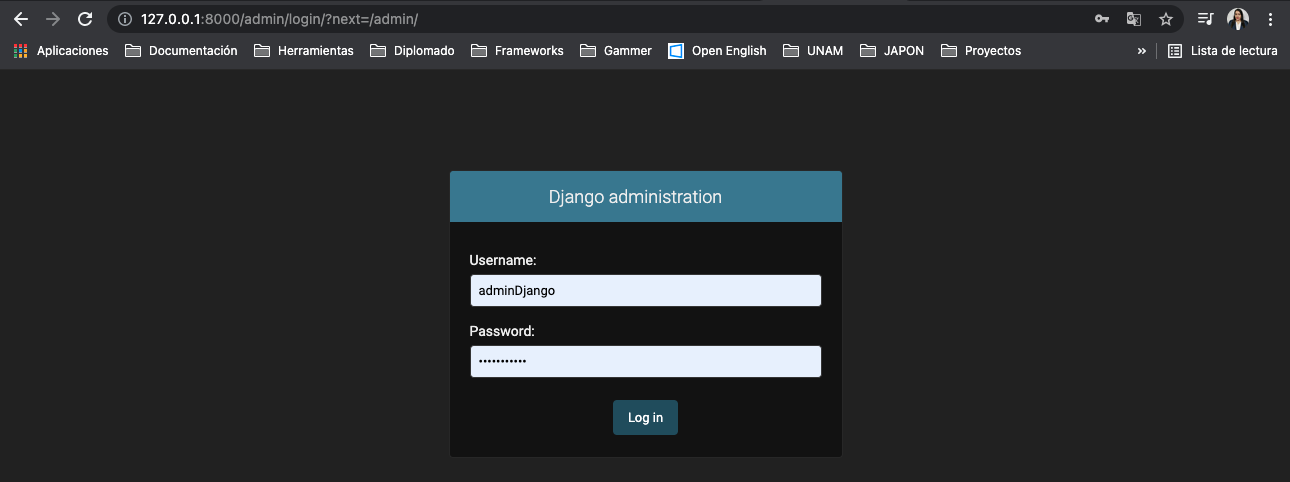 127.0.0.1:8000/admin/login/?next=/admin/
Aplicaciones Documentación Herramientas Diplomado Frameworks Gammer Open English UNAM JAPON Proyectos » Lista de lectura
Django administration
Username:
adminDjango
Password:
•••••••••••
Log in